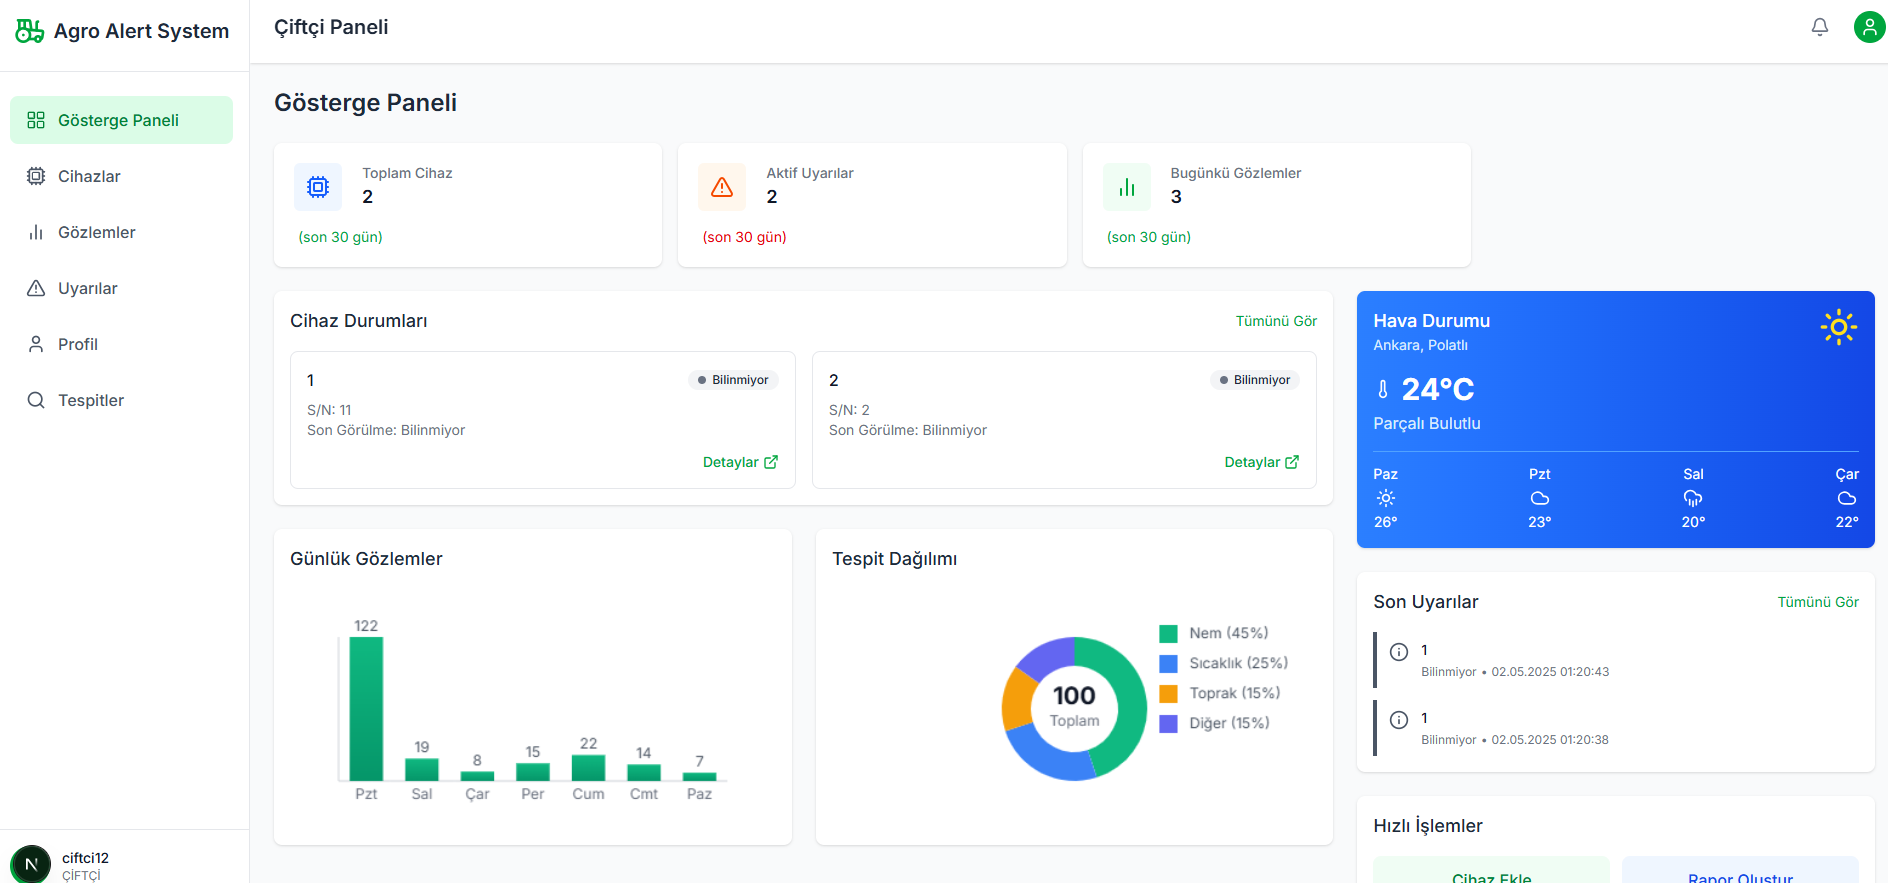 Agro Alert System
Çiftçi Paneli
Gösterge Paneli
Cihazlar
Gözlemler
Uyarılar
Profil
Tespitler
N
ciftci12
ÇİFTÇİ
Gösterge Paneli
Toplam Cihaz
2
(son 30 gün)
Aktif Uyarılar
2
(son 30 gün)
Bugünkü Gözlemler
3
(son 30 gün)
Cihaz Durumları
Tümünü Gör
1
Bilinmiyor
S/N: 11
Son Görülme: Bilinmiyor
Detaylar
2
Bilinmiyor
S/N: 2
Son Görülme: Bilinmiyor
Detaylar
Hava Durumu
Ankara, Polatlı
24°C
Parçalı Bulutlu
Paz Pzt Sal Çar
26° 23° 20° 22°
Günlük Gözlemler
122 19 8 15 22 14 7
Pzt Sal Çar Per Cum Cmt Paz
Tespit Dağılımı
100
Toplam
Nem (45%)
Sıcaklık (25%)
Toprak (15%)
Diğer (15%)
Son Uyarılar
Tümünü Gör
1
Bilinmiyor • 02.05.2025 01:20:43
1
Bilinmiyor • 02.05.2025 01:20:38
Hızlı İşlemler
Cihaz Ekle
Rapor Oluştur